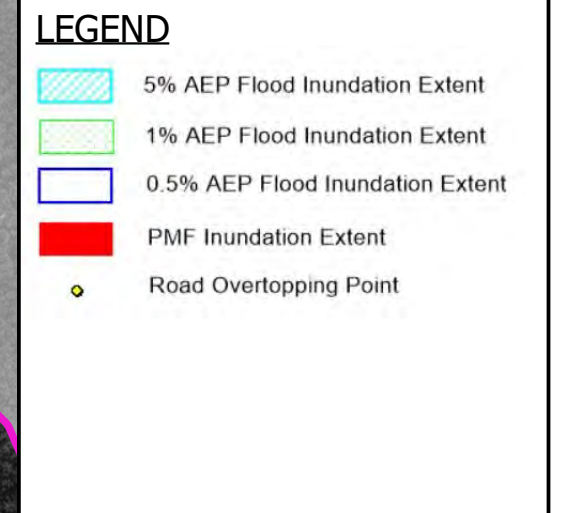 LEGEND
5% AEP Flood Inundation Extent
1% AEP Flood Inundation Extent
0.5% AEP Flood Inundation Extent
PMF Inundation Extent
Road Overtopping Point